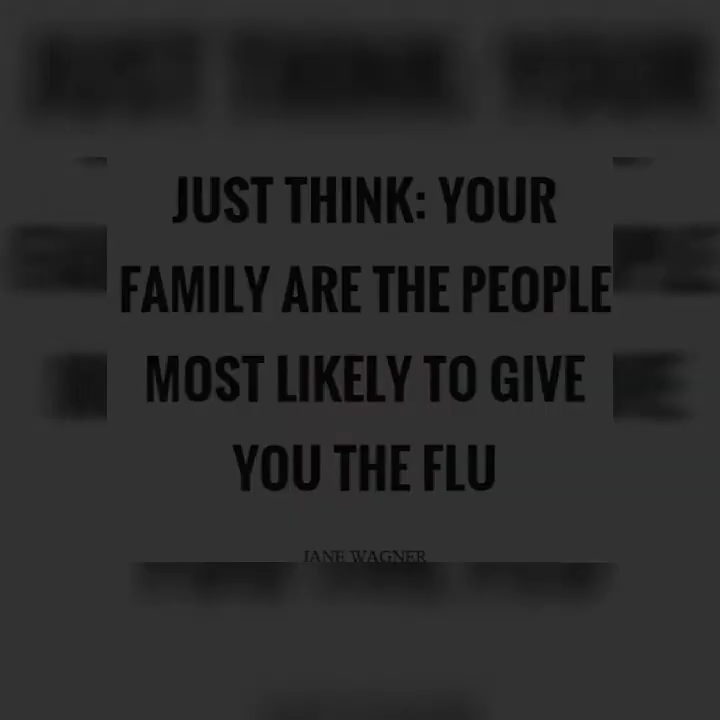 JUST THINK: YOUR
FAMILY ARE THE PEOPLE
MOST LIKELY TO GIVE
YOU THE FLU
JANE WAGNER